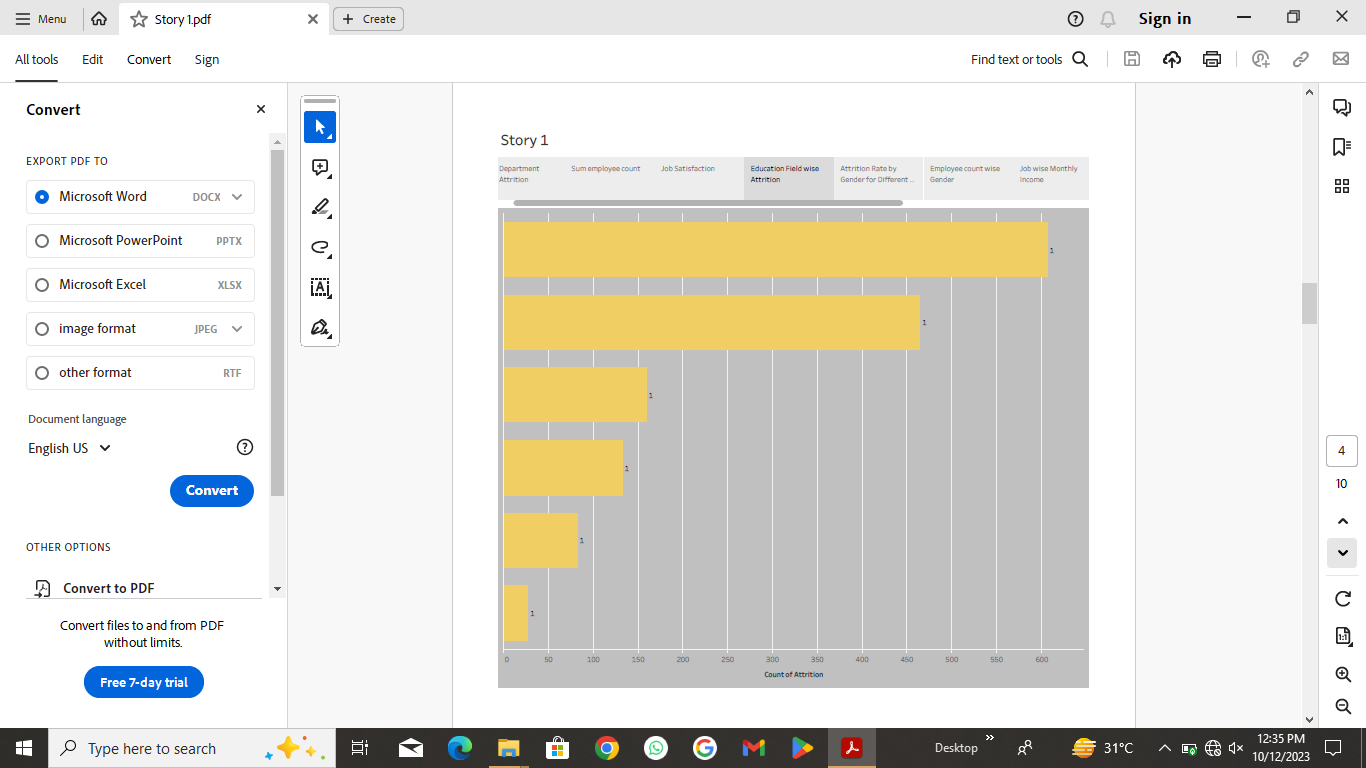 Menu
Story 1.pdf
Create
Sign in
All tools
Edit
Convert
Sign
Find text or tools
Convert
EXPORT PDF TO
Microsoft Word DOCX
Microsoft PowerPoint PPTX
Microsoft Excel XLSX
image format JPEG
other format RTF
Document language
English US
Convert
OTHER OPTIONS
Convert to PDF
Convert files to and from PDF
without limits.
Free 7-day trial
Story 1
Department
Attrition
Sum employee count
Job Satisfaction
Education Field wise
Attrition
Attrition Rate by
Gender for Different ..
Employee count wise
Gender
Job wise Monthly
Income
1
1
1
1
1
1
0 50 100 150 200 250 300 350 400 450 500 550 600
Count of Attrition
4
10
1:1
Type here to search
Desktop
31°C
12:35 PM
10/12/2023